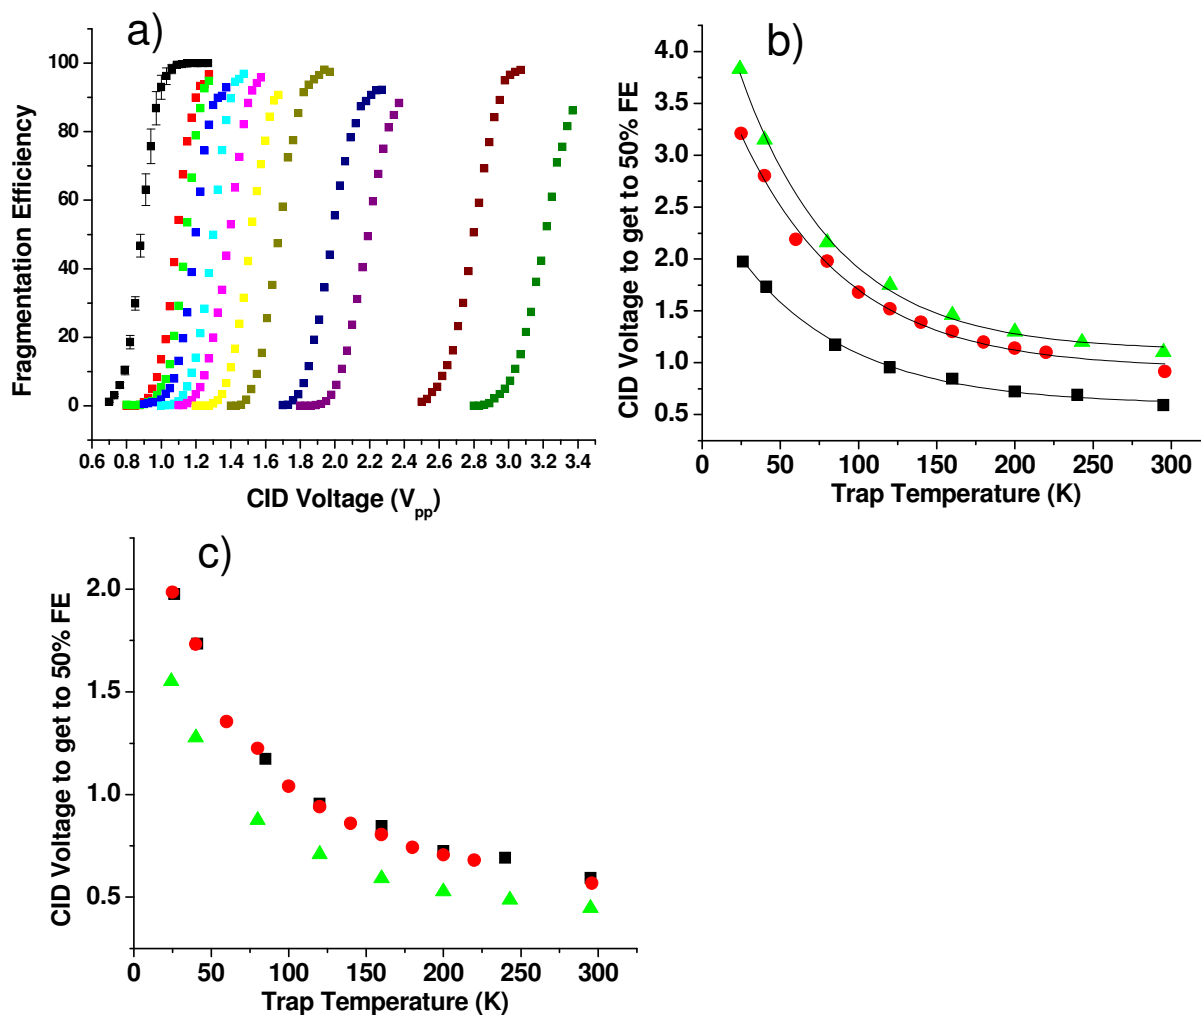 a)
Fragmentation Efficiency
100
80
60
40
20
0
0.6 0.8 1.0 1.2 1.4 1.6 1.8 2.0 2.2 2.4 2.6 2.8 3.0 3.2 3.4
CID Voltage (Vpp)
b)
CID Voltage to get to 50% FE
4.0
3.5
3.0
2.5
2.0
1.5
1.0
0.5
0 50 100 150 200 250 300
Trap Temperature (K)
c)
CID Voltage to get to 50% FE
2.0
1.5
1.0
0.5
0 50 100 150 200 250 300
Trap Temperature (K)